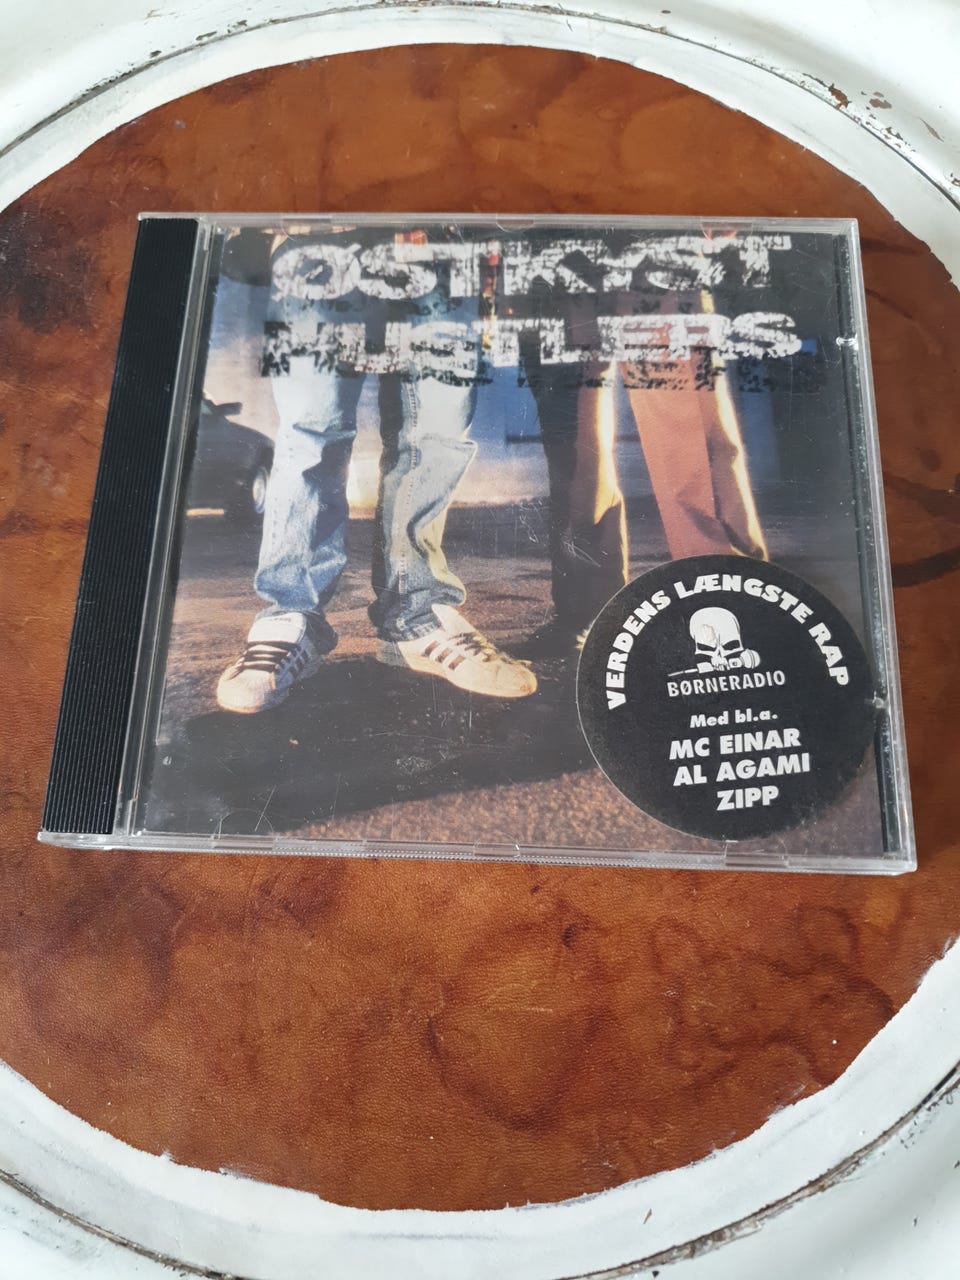 ØSTKYST
HUSTLERS
VERDENS LÆNGSTE RAP
BØRNERADIO
Med bl.a.
MC EINAR
AL AGAMI
ZIPP